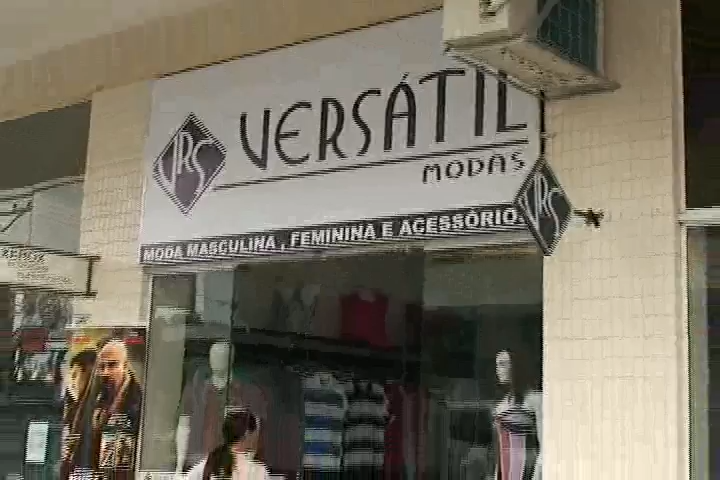 VRS
VERSÁTIL
MODAS
VRS
MODA MASCULINA , FEMININA E ACESSÓRIO